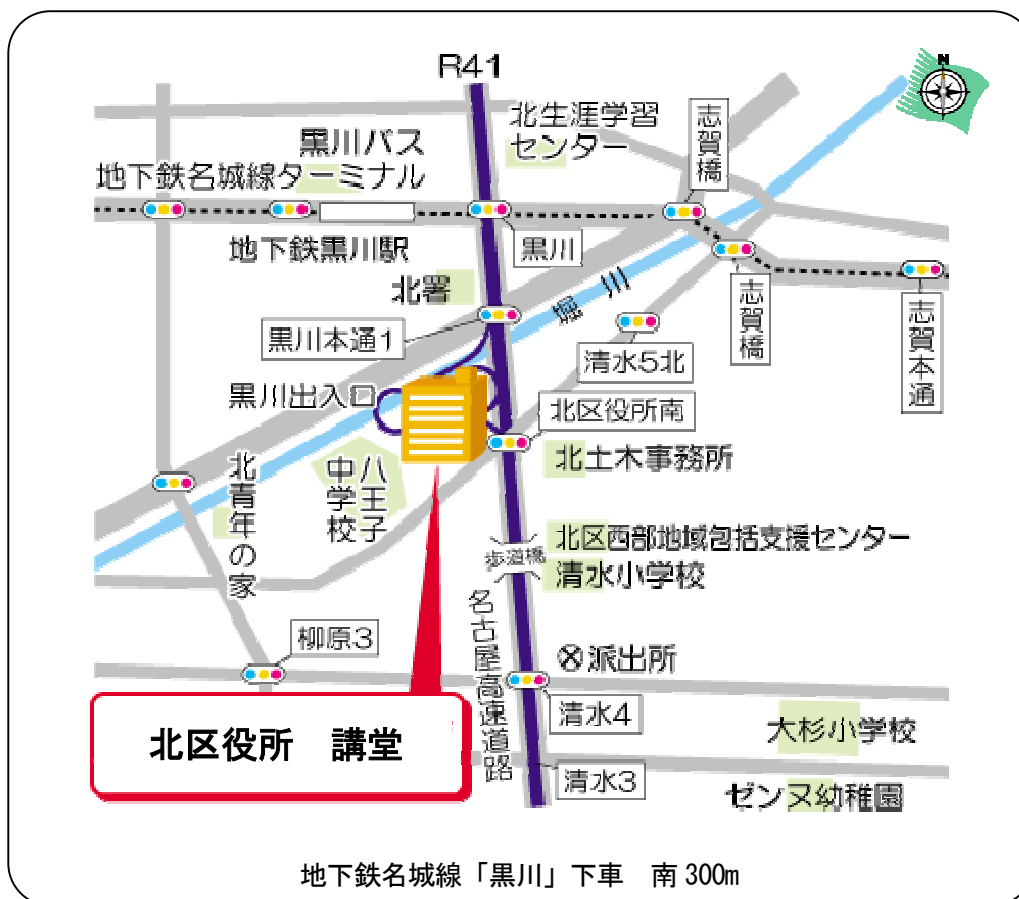 R41
N
北生涯学習
センター
志賀橋
黒川バス
ターミナル
地下鉄名城線
地下鉄黒川駅
黒川
北署
堀川
黒川本通1
清水5北
志賀橋
志賀本通
黒川出入口
北区役所南
北土木事務所
八王子
中学校
北青年の家
北区西部地域包括支援センター
歩道橋
清水小学校
名古屋高速道路
柳原3
派出所
清水4
北区役所 講堂
大杉小学校
清水3
ゼンヌ幼稚園
地下鉄名城線「黒川」下車 南300m